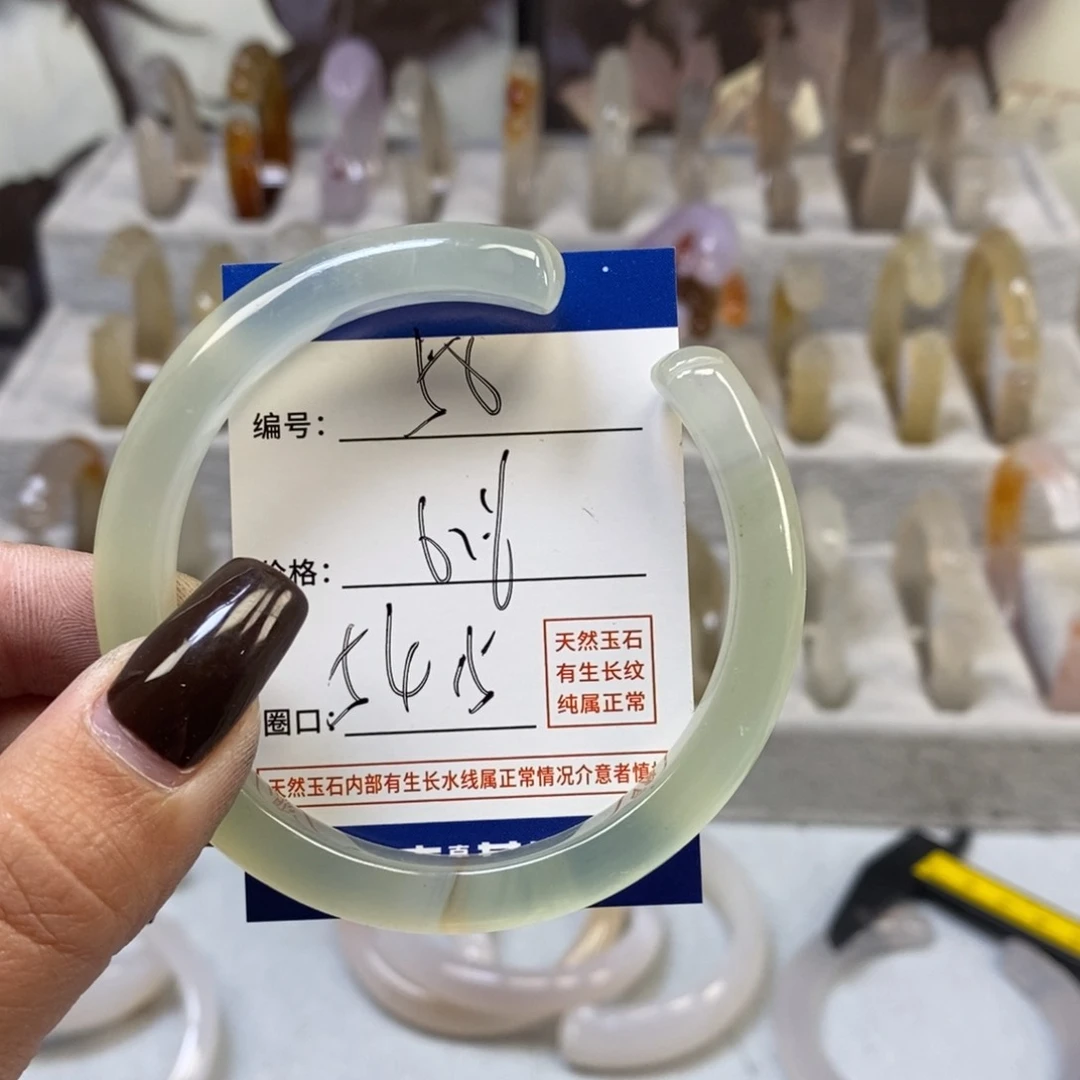 编号： 58
价格：
圈口： 54.5
天然玉石
有生长纹
纯属正常
天然玉石内部有生长水线属正常情况介意者慎